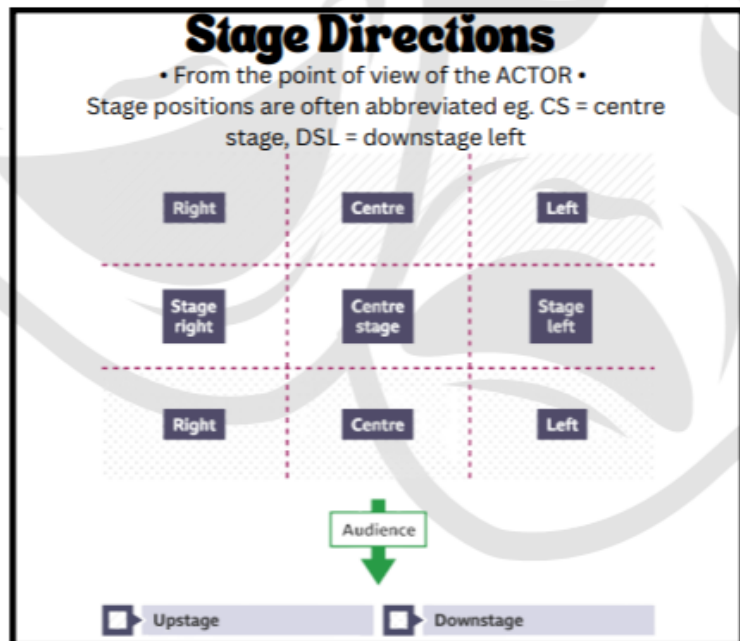 Stage Directions
• From the point of view of the ACTOR •
Stage positions are often abbreviated eg. CS = centre
stage, DSL = downstage left
Right
Centre
Left
Stage
right
Centre
stage
Stage
left
Right
Centre
Left
Audience
Upstage
Downstage